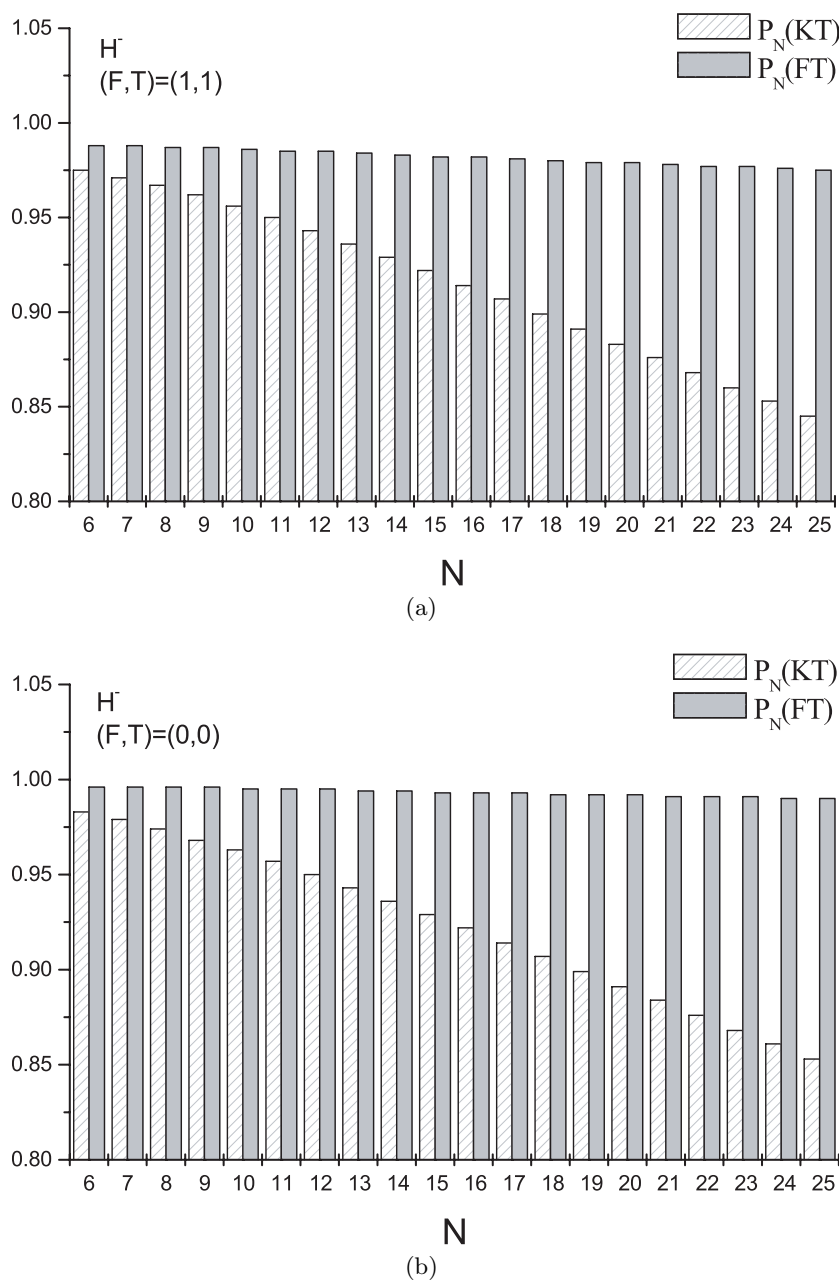 1.05
H⁻
(F,T)=(1,1)
P_N(KT)
P_N(FT)
1.00
0.95
0.90
0.85
0.80
6 7 8 9 10 11 12 13 14 15 16 17 18 19 20 21 22 23 24 25
N
(a)
1.05
H⁻
(F,T)=(0,0)
P_N(KT)
P_N(FT)
1.00
0.95
0.90
0.85
0.80
6 7 8 9 10 11 12 13 14 15 16 17 18 19 20 21 22 23 24 25
N
(b)